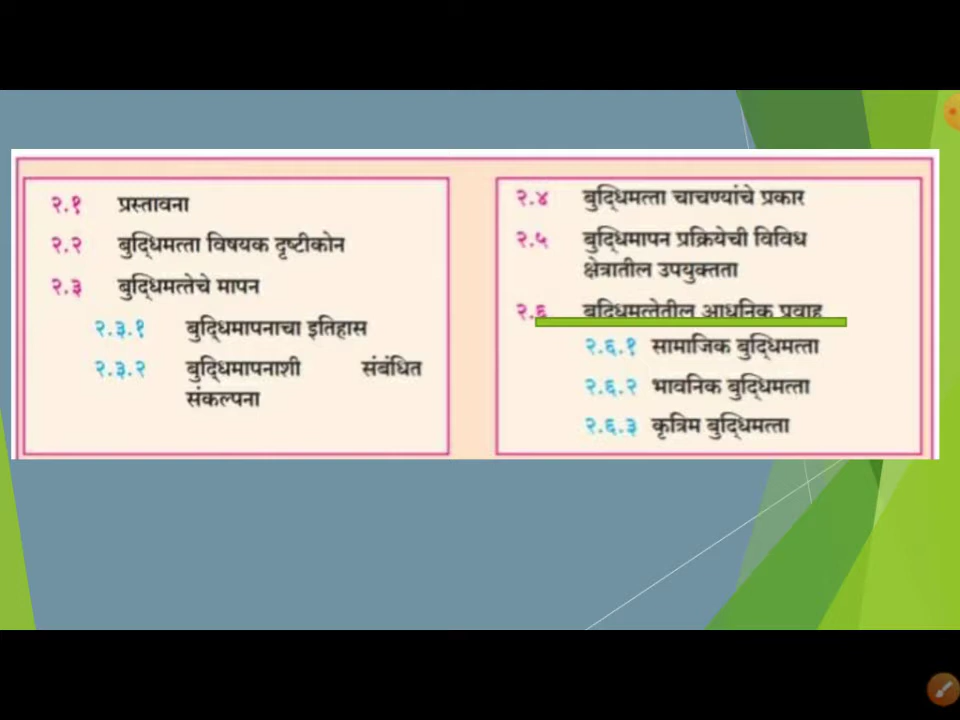 २.१ प्रस्तावना
२.२ बुद्धिमत्ता विषयक दृष्टीकोन
२.३ बुद्धिमत्तेचे मापन
२.३.१ बुद्धिमापनाचा इतिहास
२.३.२ बुद्धिमापनाशी संबंधित
संकल्पना
२.४ बुद्धिमत्ता चाचण्यांचे प्रकार
२.५ बुद्धिमापन प्रक्रियेची विविध
क्षेत्रातील उपयुक्तता
२.६ बुद्धिमत्तेतील आधुनिक प्रवाह
२.६.१ सामाजिक बुद्धिमत्ता
२.६.२ भावनिक बुद्धिमत्ता
२.६.३ कृत्रिम बुद्धिमत्ता